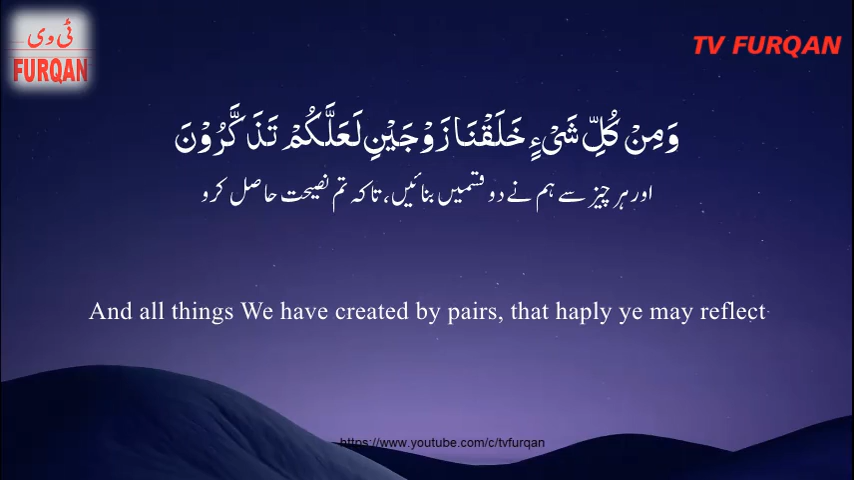 ٹی وی
FURQAN
TV FURQAN
وَمِنْ كُلِّ شَیْءٍ خَلَقْنَا زَوْجَیْنِ لَعَلَّكُمْ تَذَكَّرُوْنَ
اور ہر چیز سے ہم نے دو قسمیں بنائیں، تاکہ تم نصیحت حاصل کرو
And all things We have created by pairs, that haply ye may reflect
https://www.youtube.com/c/tvfurqan